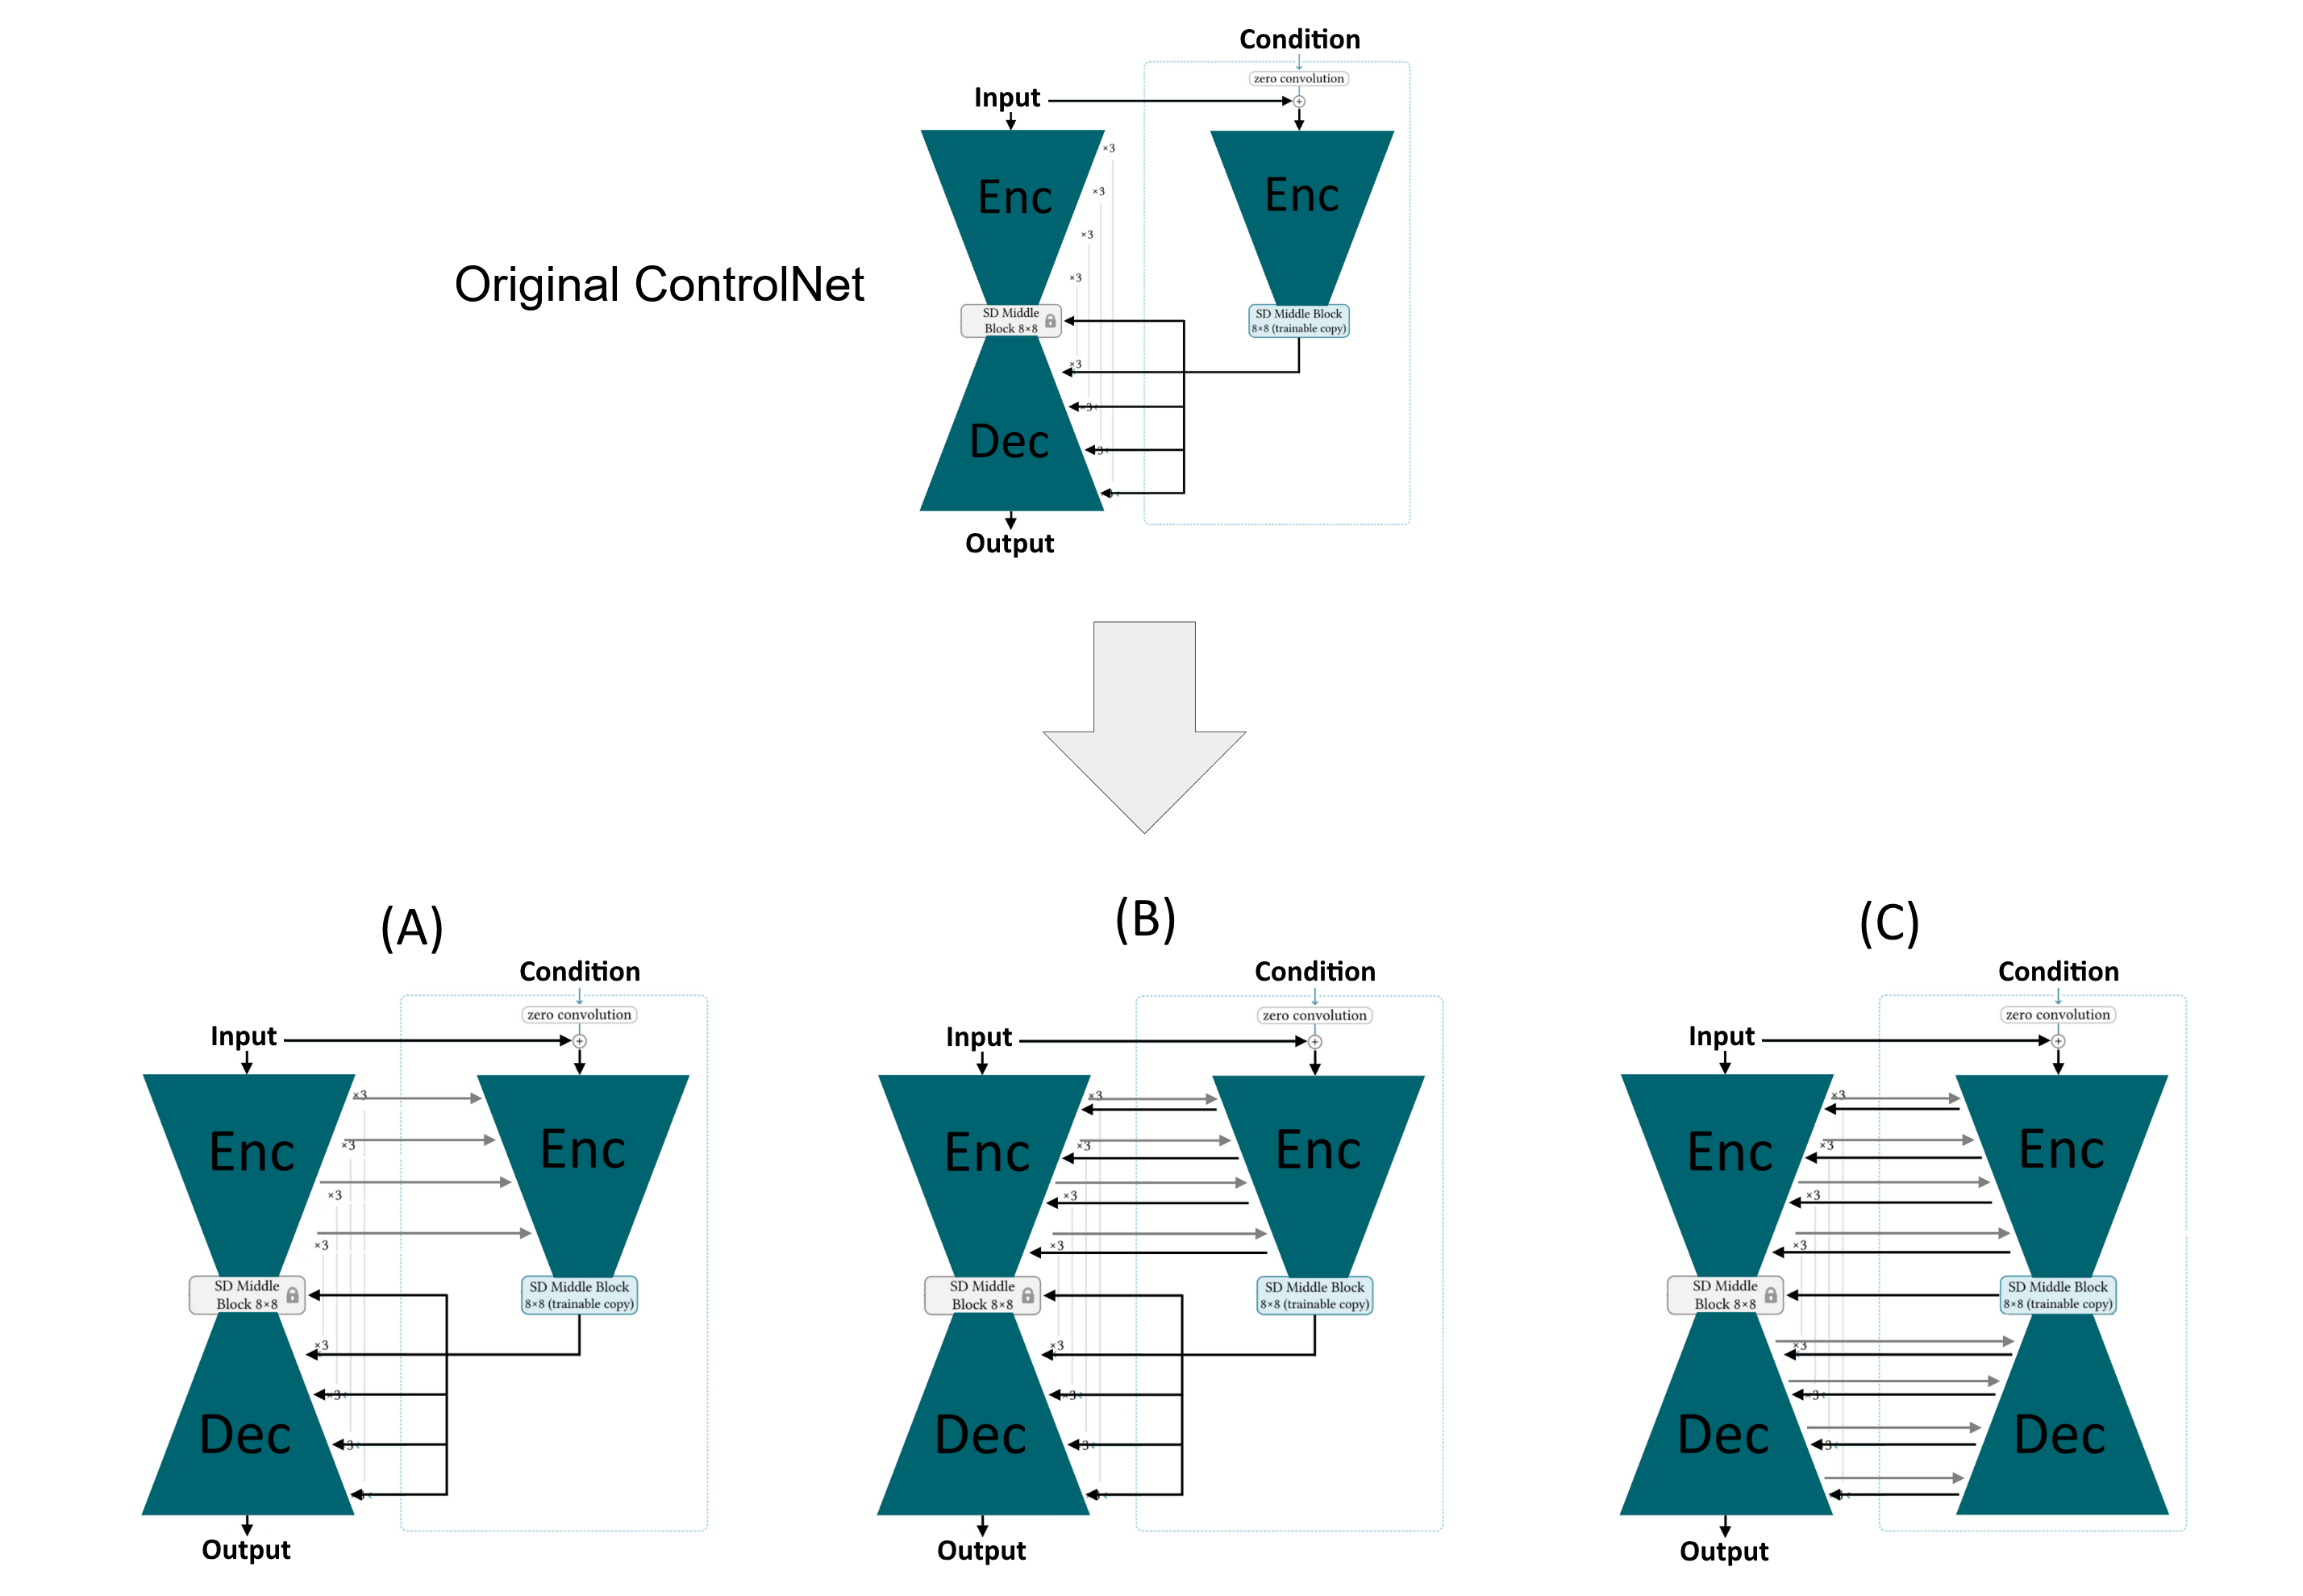 Condition
zero convolution
Input
+
×3
Enc
Enc
×3
×3
Original ControlNet
×3
SD Middle
Block 8×8
SD Middle Block
8×8 (trainable copy)
×3
×3
Dec
3
Output
(A)
(B)
(C)
Condition
zero convolution
Input
+
×3
Enc
Enc
×3
×3
×3
SD Middle
Block 8×8
SD Middle Block
8×8 (trainable copy)
×3
×3
Dec
3
Output
Condition
zero convolution
Input
+
×3
Enc
Enc
×3
×3
×3
SD Middle
Block 8×8
SD Middle Block
8×8 (trainable copy)
×3
×3
Dec
3
Output
Condition
zero convolution
Input
+
×3
Enc
Enc
×3
×3
×3
SD Middle
Block 8×8
SD Middle Block
8×8 (trainable copy)
×3
×3
Dec
Dec
3
Output